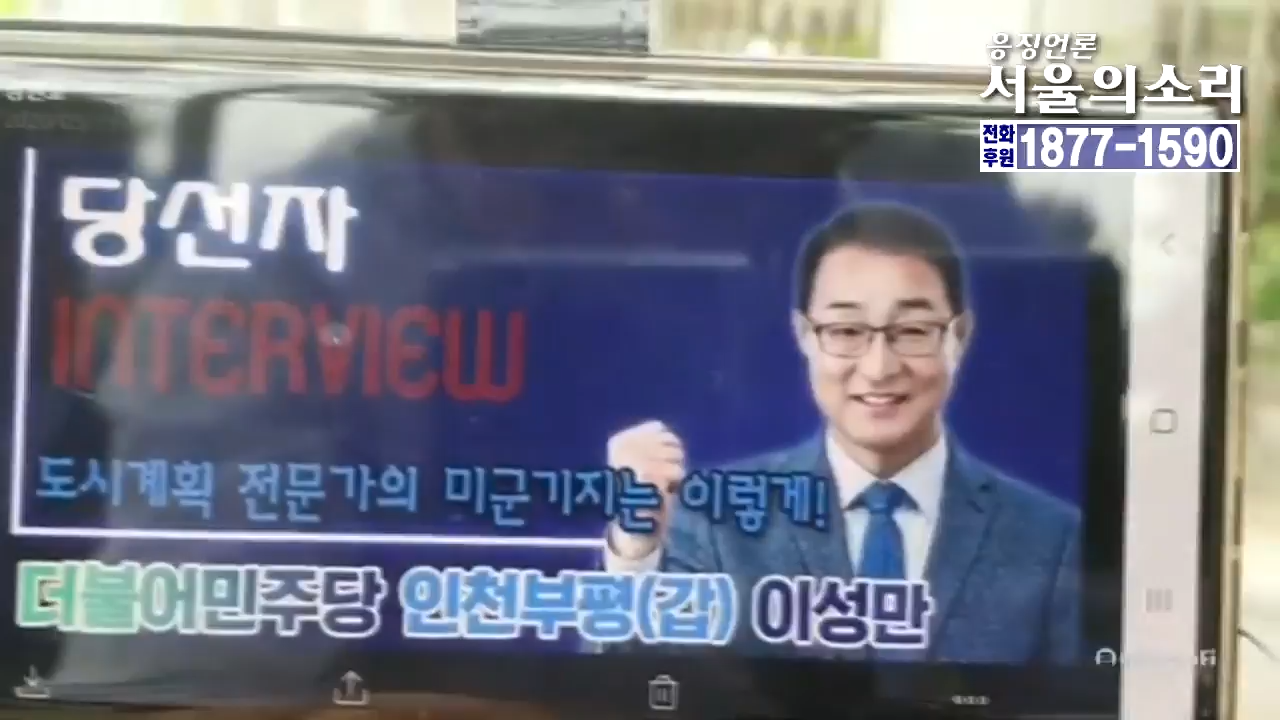 응징언론
서울의소리
전화
후원
1877-1590
당선자
INTERVIEW
도시계획 전문가의 미군기지는 이렇게!
더불어민주당 인천부평(갑) 이성만